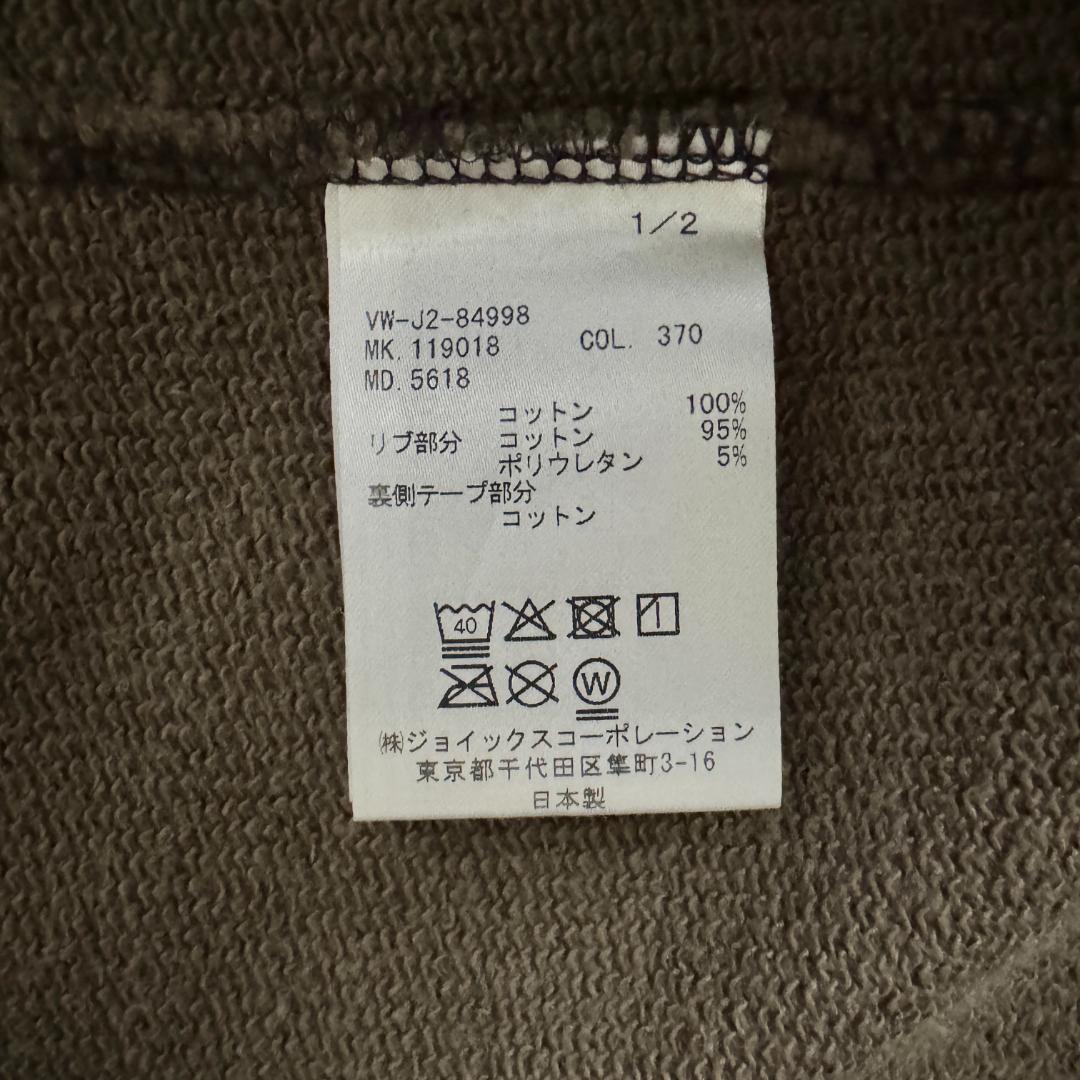 1/2
VW-J2-84998
MK. 119018 COL. 370
MD. 5618
コットン 100%
リブ部分 コットン 95%
ポリウレタン 5%
裏側テープ部分
コットン
40
W
㈱ジョイックスコーポレーション
東京都千代田区隼町3-16
日本製